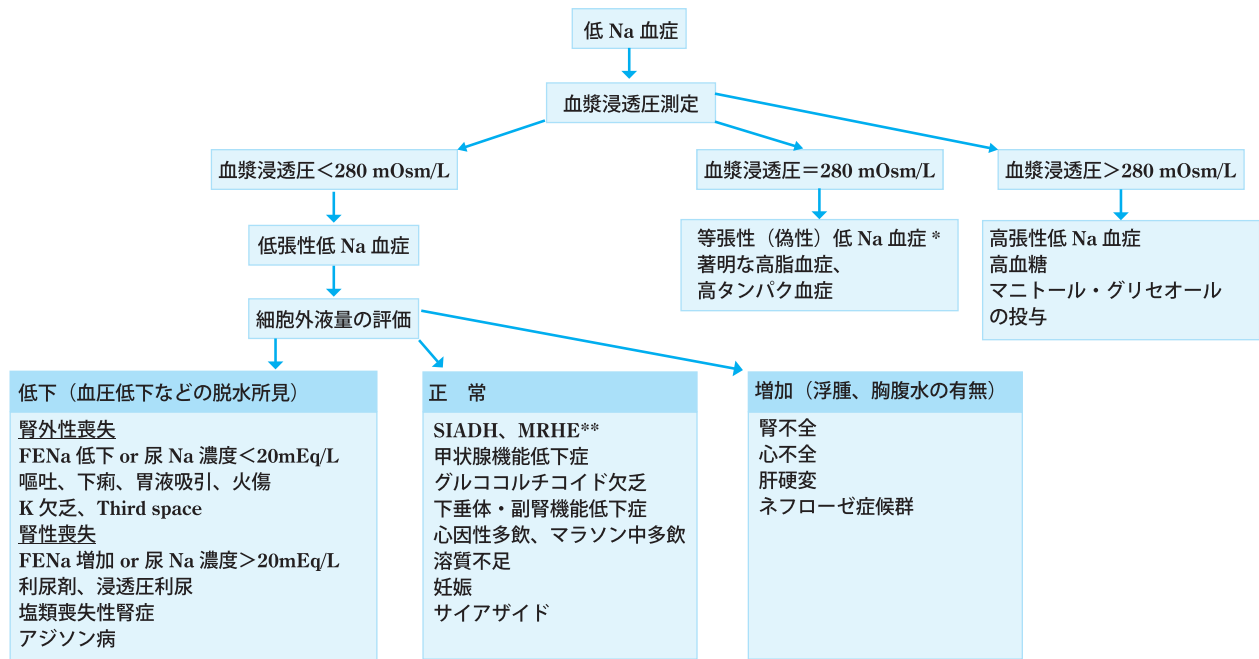 低 Na 血症
血漿浸透圧測定
血漿浸透圧＜280 mOsm/L
血漿浸透圧＝280 mOsm/L
血漿浸透圧＞280 mOsm/L
低張性低 Na 血症
等張性（偽性）低 Na 血症 *
著明な高脂血症、
高タンパク血症
高張性低 Na 血症
高血糖
マニトール・グリセオール
の投与
細胞外液量の評価
低下（血圧低下などの脱水所見）
腎外性喪失
FENa 低下 or 尿 Na 濃度＜20mEq/L
嘔吐、下痢、胃液吸引、火傷
K 欠乏、Third space
腎性喪失
FENa 増加 or 尿 Na 濃度＞20mEq/L
利尿剤、浸透圧利尿
塩類喪失性腎症
アジソン病
正　常
SIADH、MRHE**
甲状腺機能低下症
グルココルチコイド欠乏
下垂体・副腎機能低下症
心因性多飲、マラソン中多飲
溶質不足
妊娠
サイアザイド
増加（浮腫、胸腹水の有無）
腎不全
心不全
肝硬変
ネフローゼ症候群